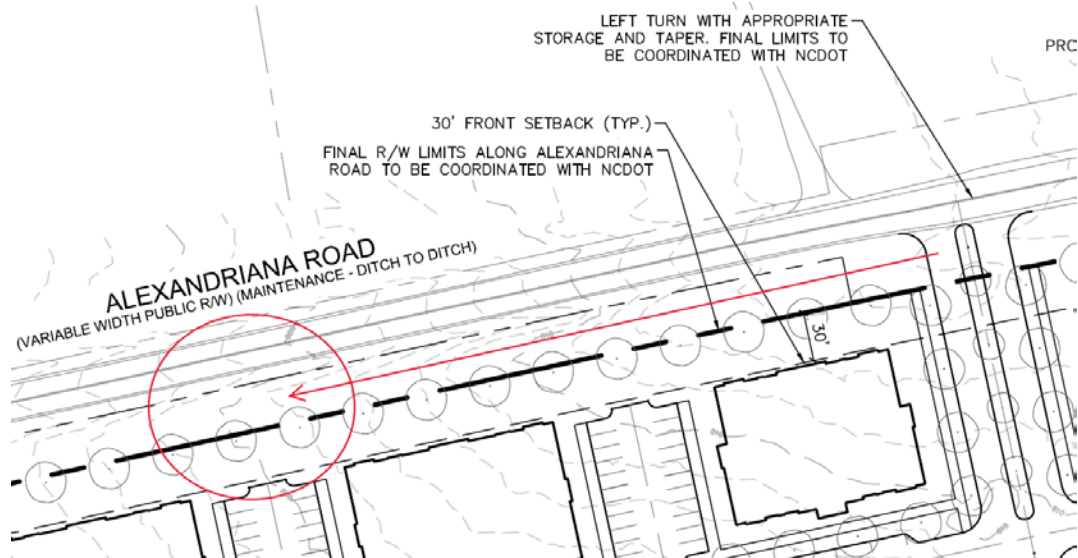 LEFT TURN WITH APPROPRIATE
STORAGE AND TAPER. FINAL LIMITS TO
BE COORDINATED WITH NCDOT
PRC
30' FRONT SETBACK (TYP.)
FINAL R/W LIMITS ALONG ALEXANDRIANA
ROAD TO BE COORDINATED WITH NCDOT
ALEXANDRIANA ROAD
(VARIABLE WIDTH PUBLIC R/W) (MAINTENANCE - DITCH TO DITCH)
30'